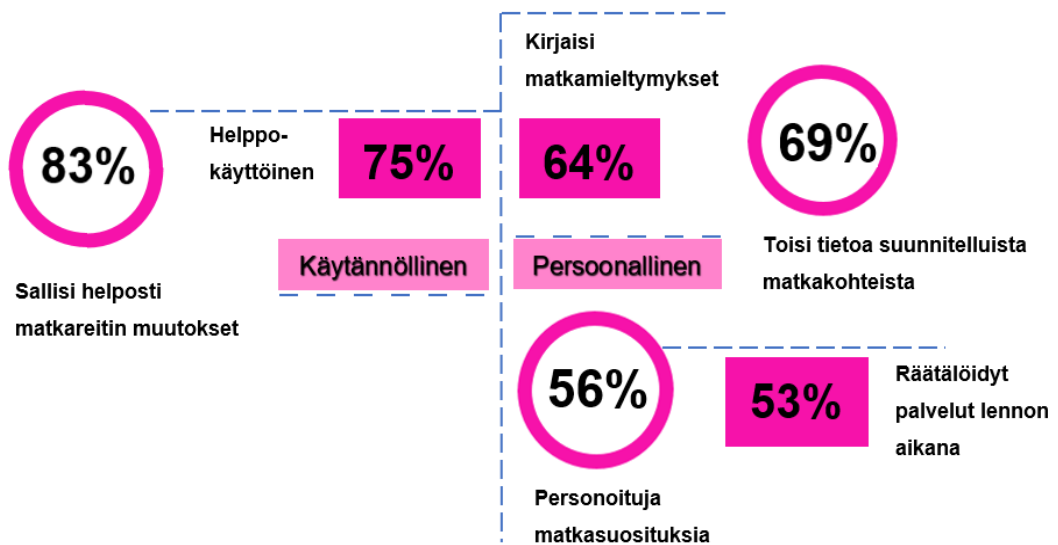 83%
Sallisi helposti
matkareitin muutokset
Helppo-
käyttöinen
75%
Käytännöllinen
Kirjaisi
matkamieltymykset
64%
69%
Toisi tietoa suunnitelluista
matkakohteista
Persoonallinen
56%
Personoituja
matkasuosituksia
53%
Räätälöidyt
palvelut lennon
aikana